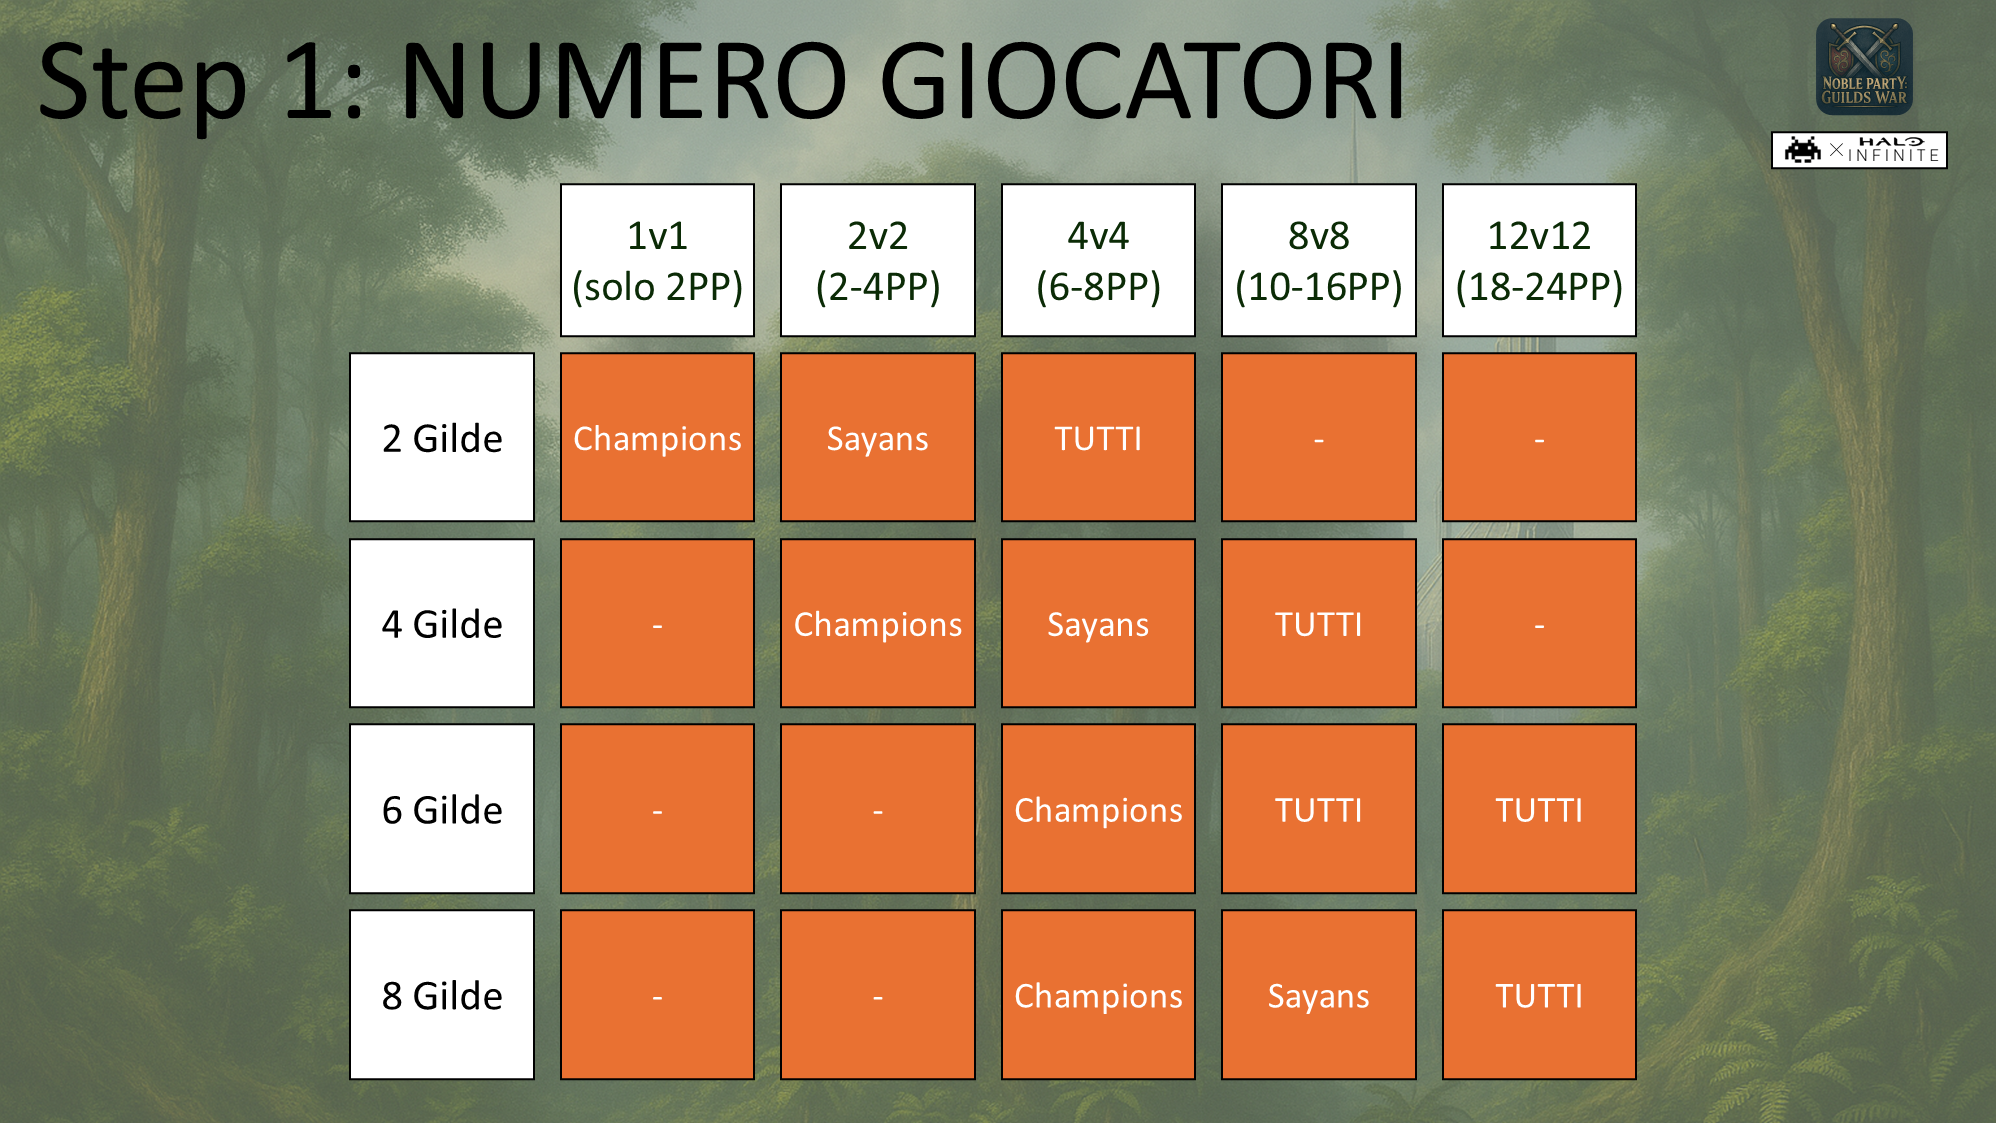 Step 1: NUMERO GIOCATORI
NOBLE PARTY:
GUILDS WAR
× HALO
INFINITE
1v1
(solo 2PP)
2v2
(2-4PP)
4v4
(6-8PP)
8v8
(10-16PP)
12v12
(18-24PP)
2 Gilde
Champions
Sayans
TUTTI
-
-
4 Gilde
-
Champions
Sayans
TUTTI
-
6 Gilde
-
-
Champions
TUTTI
TUTTI
8 Gilde
-
-
Champions
Sayans
TUTTI